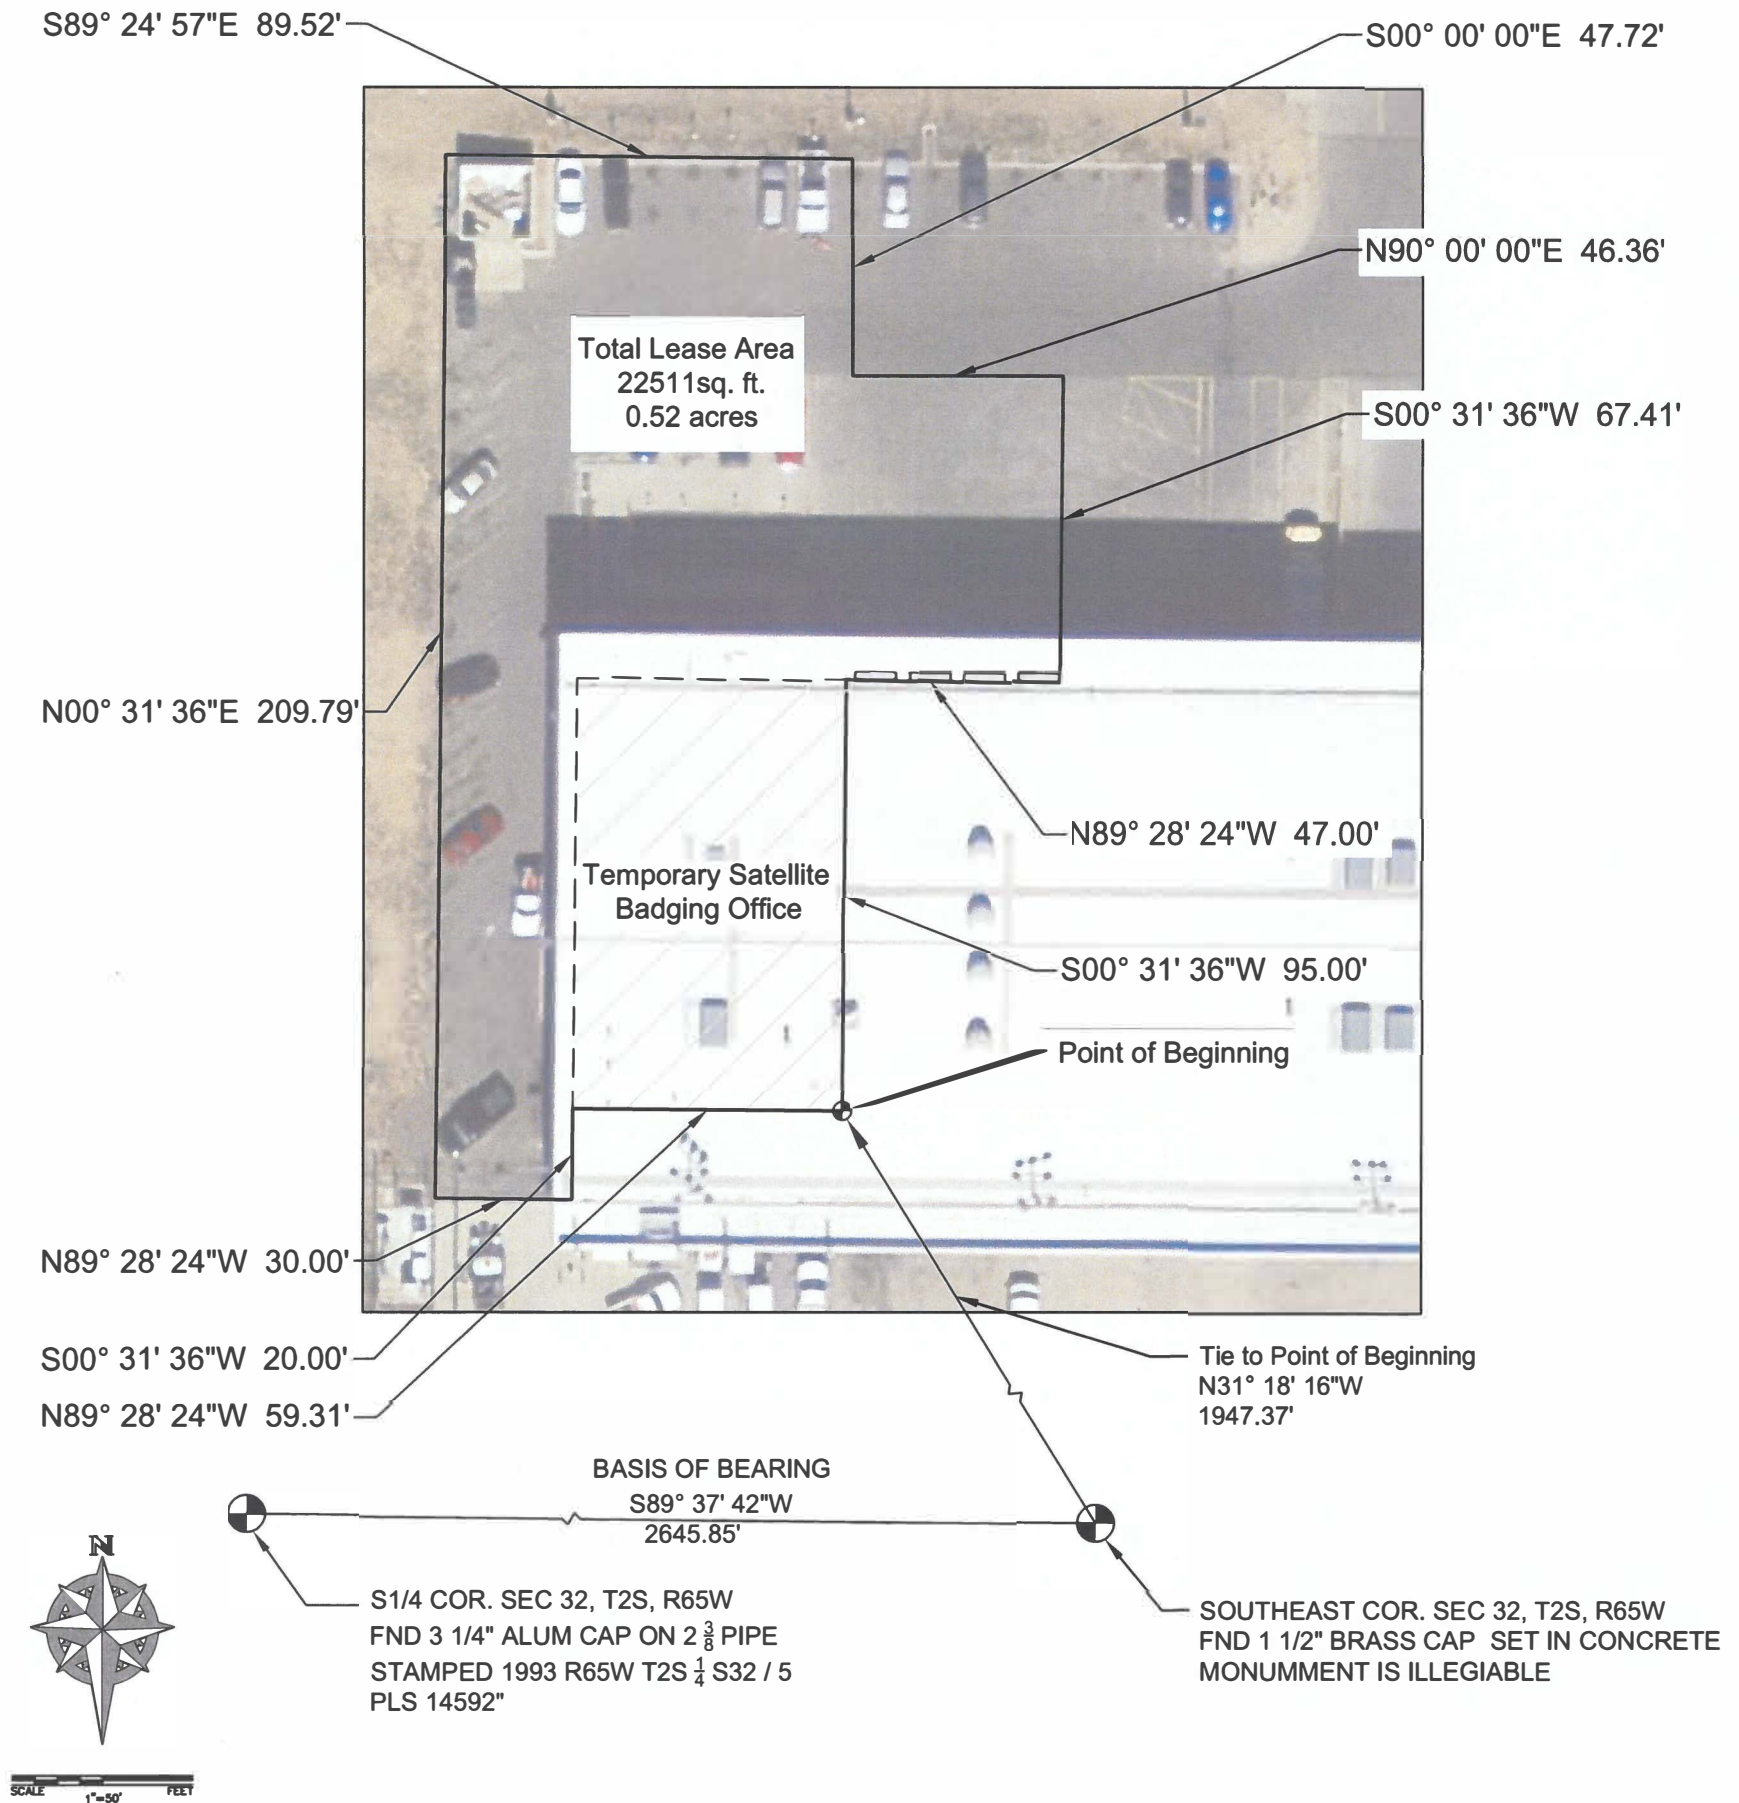 S89° 24' 57"E 89.52'
S00° 00' 00"E 47.72'
N90° 00' 00"E 46.36'
Total Lease Area
22511sq. ft.
0.52 acres
S00° 31' 36"W 67.41'
N00° 31' 36"E 209.79'
N89° 28' 24"W 47.00'
Temporary Satellite
Badging Office
S00° 31' 36"W 95.00'
Point of Beginning
N89° 28' 24"W 30.00'
S00° 31' 36"W 20.00'
N89° 28' 24"W 59.31'
Tie to Point of Beginning
N31° 18' 16"W
1947.37'
BASIS OF BEARING
S89° 37' 42"W
2645.85'
N
S1/4 COR. SEC 32, T2S, R65W
FND 3 1/4" ALUM CAP ON 2 3/8 PIPE
STAMPED 1993 R65W T2S 1/4 S32 / 5
PLS 14592"
SOUTHEAST COR. SEC 32, T2S, R65W
FND 1 1/2" BRASS CAP SET IN CONCRETE
MONUMMENT IS ILLEGIABLE
SCALE 1"=50' FEET